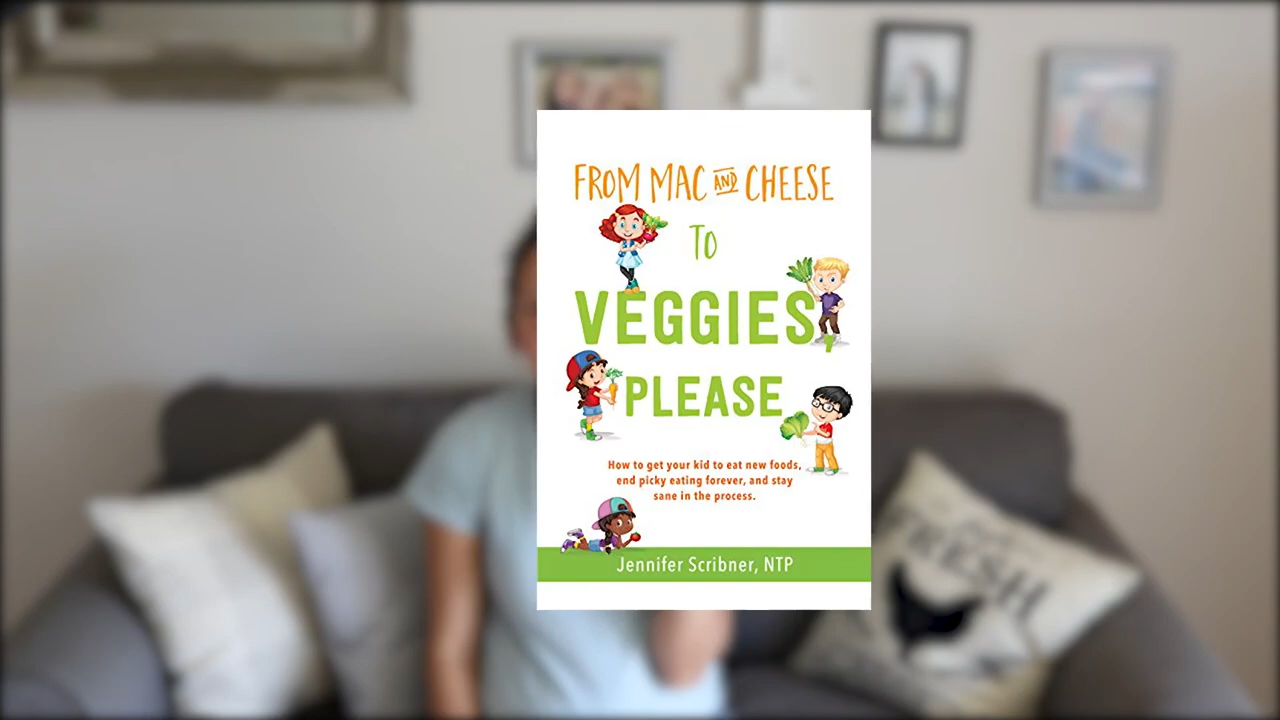 FROM MAC AND CHEESE
TO
VEGGIES,
PLEASE
How to get your kid to eat new foods,
end picky eating forever, and stay
sane in the process.
Jennifer Scribner, NTP
FRESH